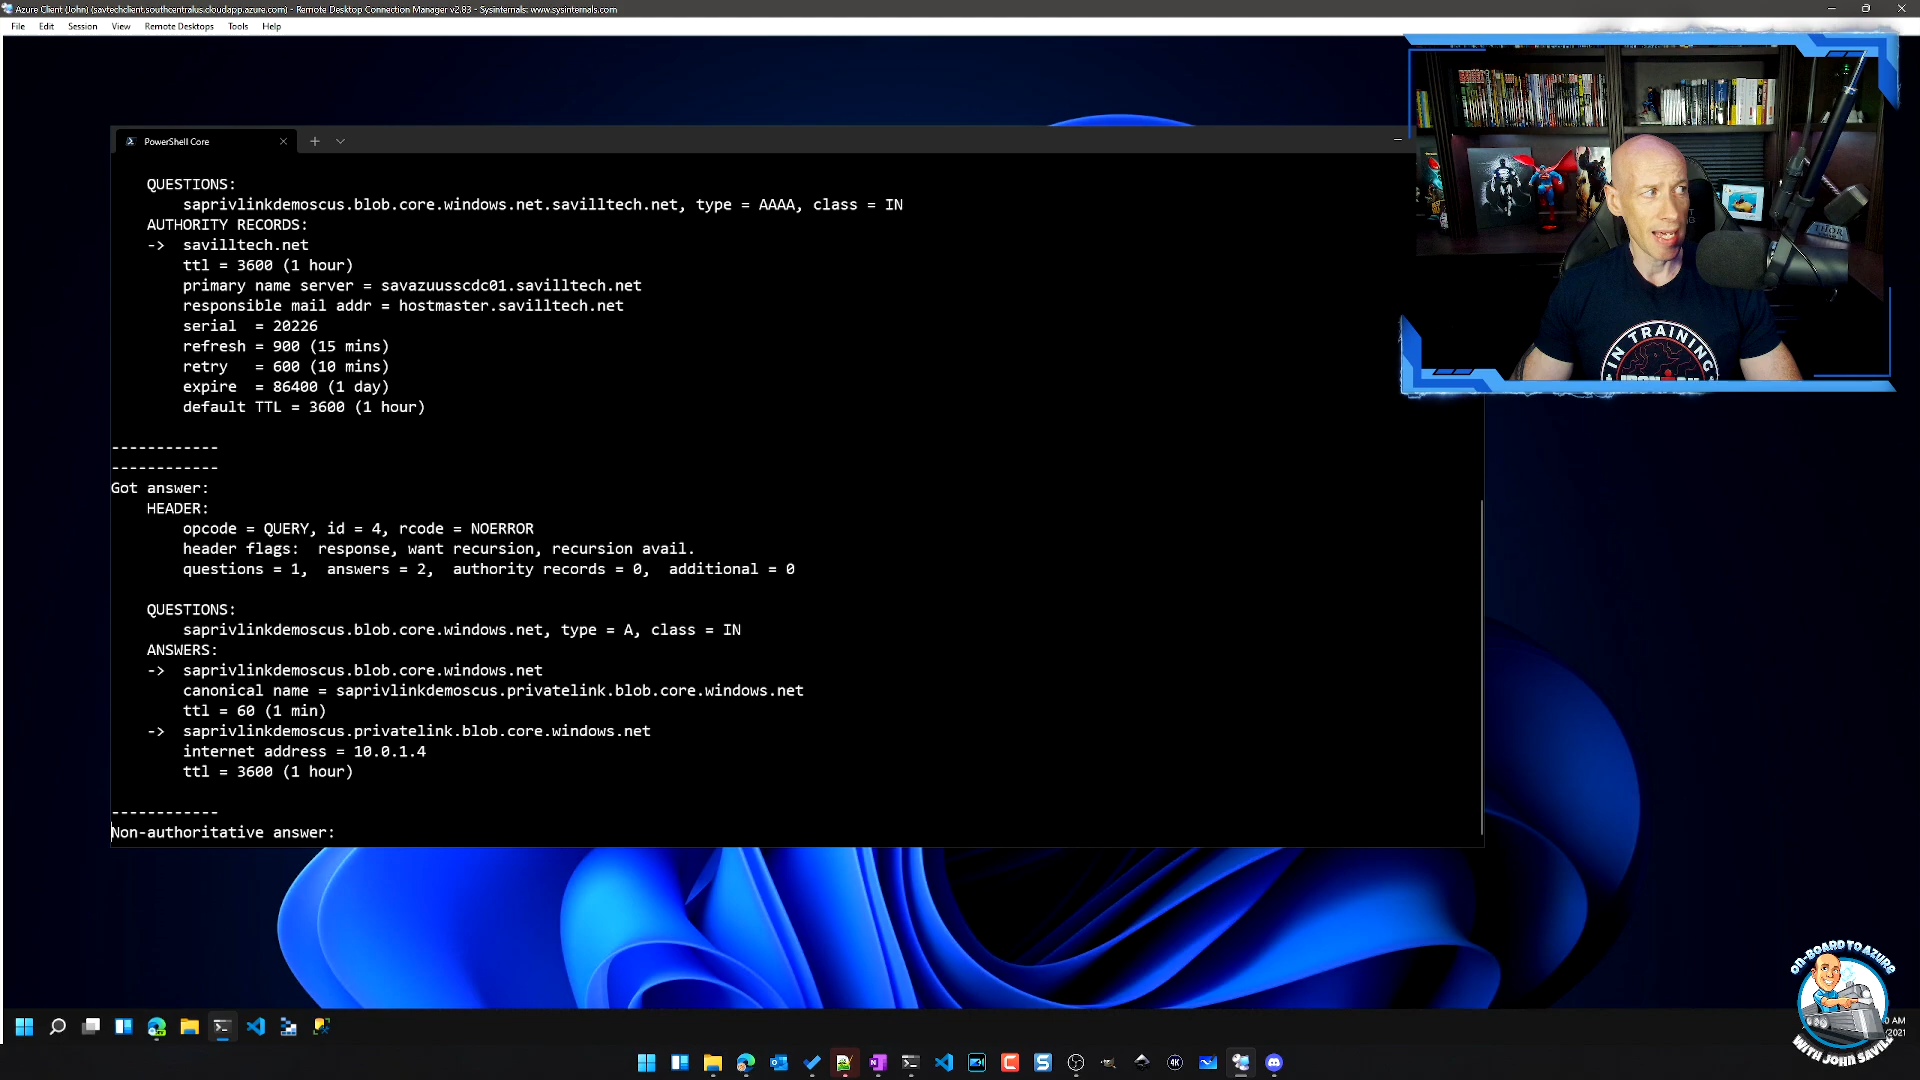 Azure Client (John) (savtechclient.southcentralus.cloudapp.azure.com) - Remote Desktop Connection Manager v2.83 - Sysinternals: www.sysinternals.com
File Edit Session View Remote Desktops Tools Help
PowerShell Core
QUESTIONS:
saprivlinkdemoscus.blob.core.windows.net.savilltech.net, type = AAAA, class = IN
AUTHORITY RECORDS:
-> savilltech.net
ttl = 3600 (1 hour)
primary name server = savazuusscdc01.savilltech.net
responsible mail addr = hostmaster.savilltech.net
serial = 20226
refresh = 900 (15 mins)
retry = 600 (10 mins)
expire = 86400 (1 day)
default TTL = 3600 (1 hour)
------------
------------
Got answer:
HEADER:
opcode = QUERY, id = 4, rcode = NOERROR
header flags: response, want recursion, recursion avail.
questions = 1, answers = 2, authority records = 0, additional = 0
QUESTIONS:
saprivlinkdemoscus.blob.core.windows.net, type = A, class = IN
ANSWERS:
-> saprivlinkdemoscus.blob.core.windows.net
canonical name = saprivlinkdemoscus.privatelink.blob.core.windows.net
ttl = 60 (1 min)
-> saprivlinkdemoscus.privatelink.blob.core.windows.net
internet address = 10.0.1.4
ttl = 3600 (1 hour)
------------
Non-authoritative answer:
IN TRAINING
THOR
ON-BOARD TO AZURE
WITH JOHN SAVILL
0 AM
/2021